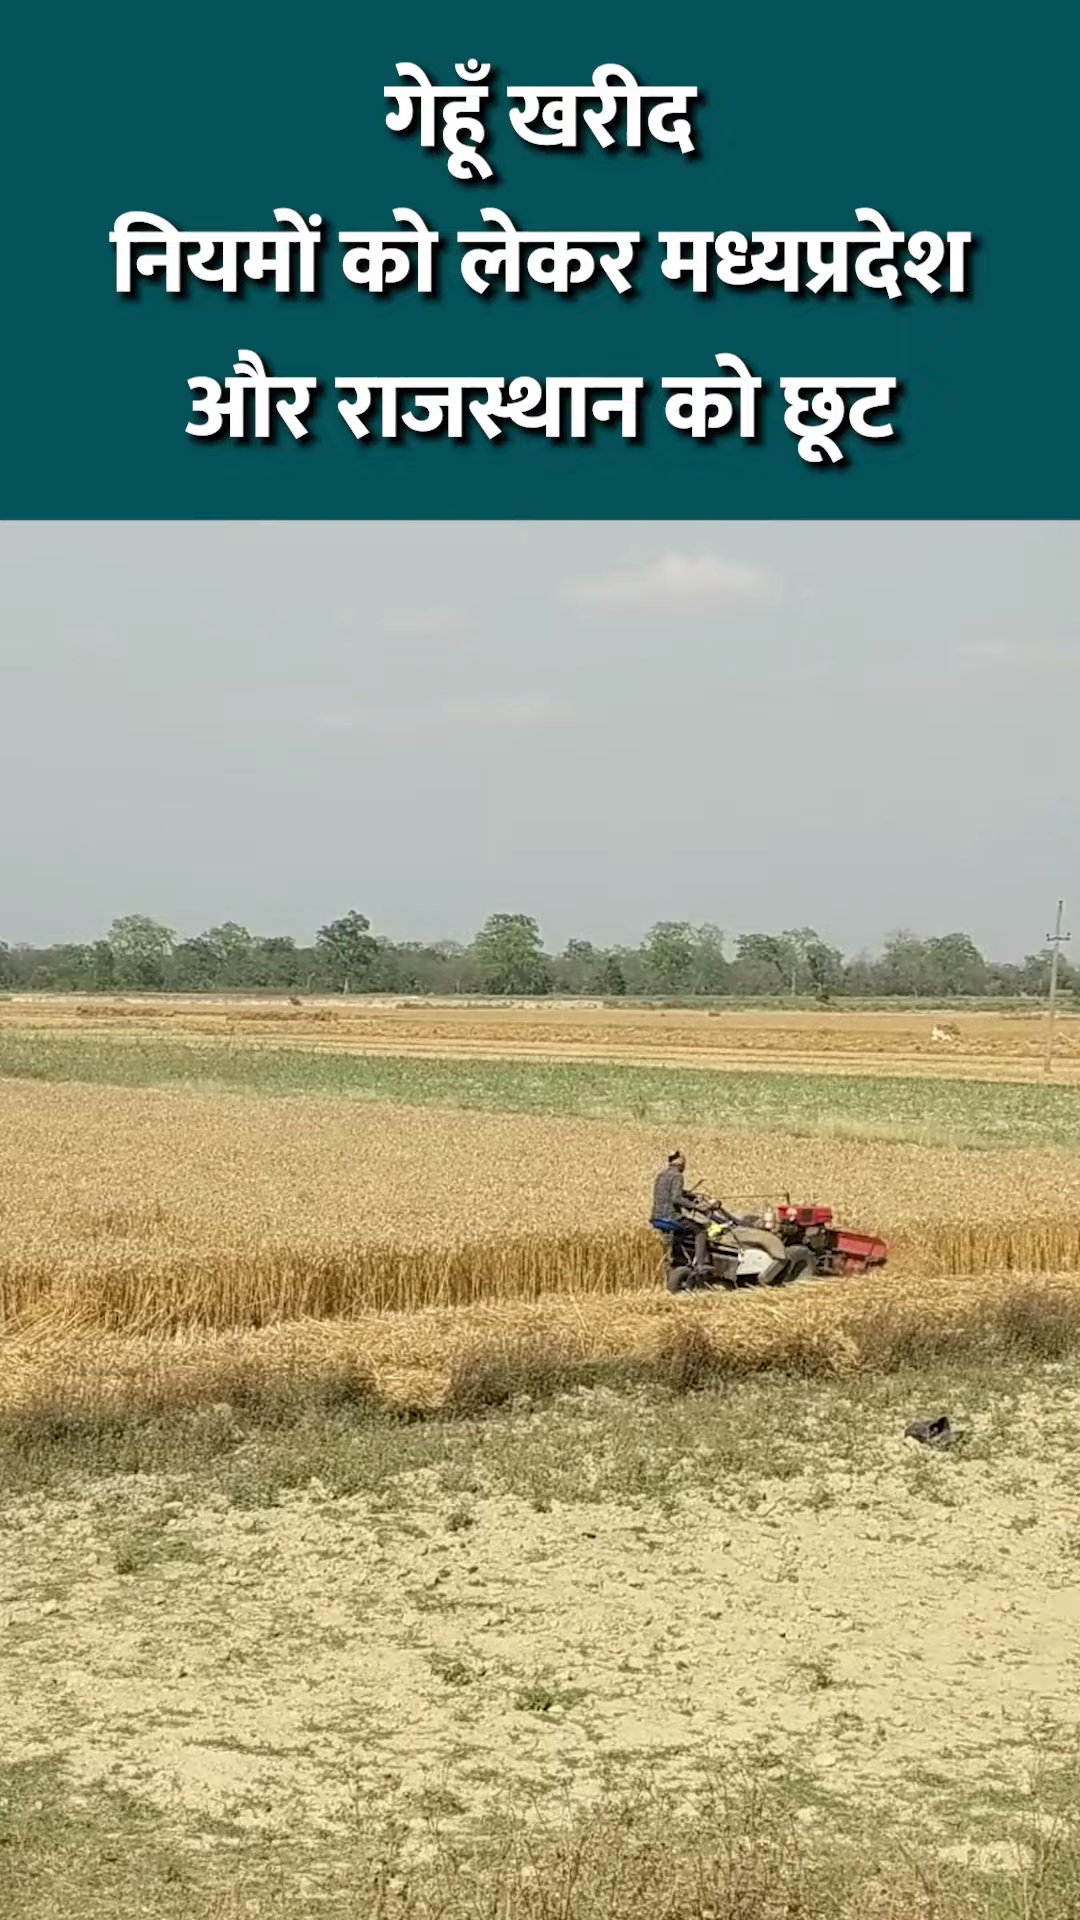 गेहूँ खरीद
नियमों को लेकर मध्यप्रदेश
और राजस्थान को छूट